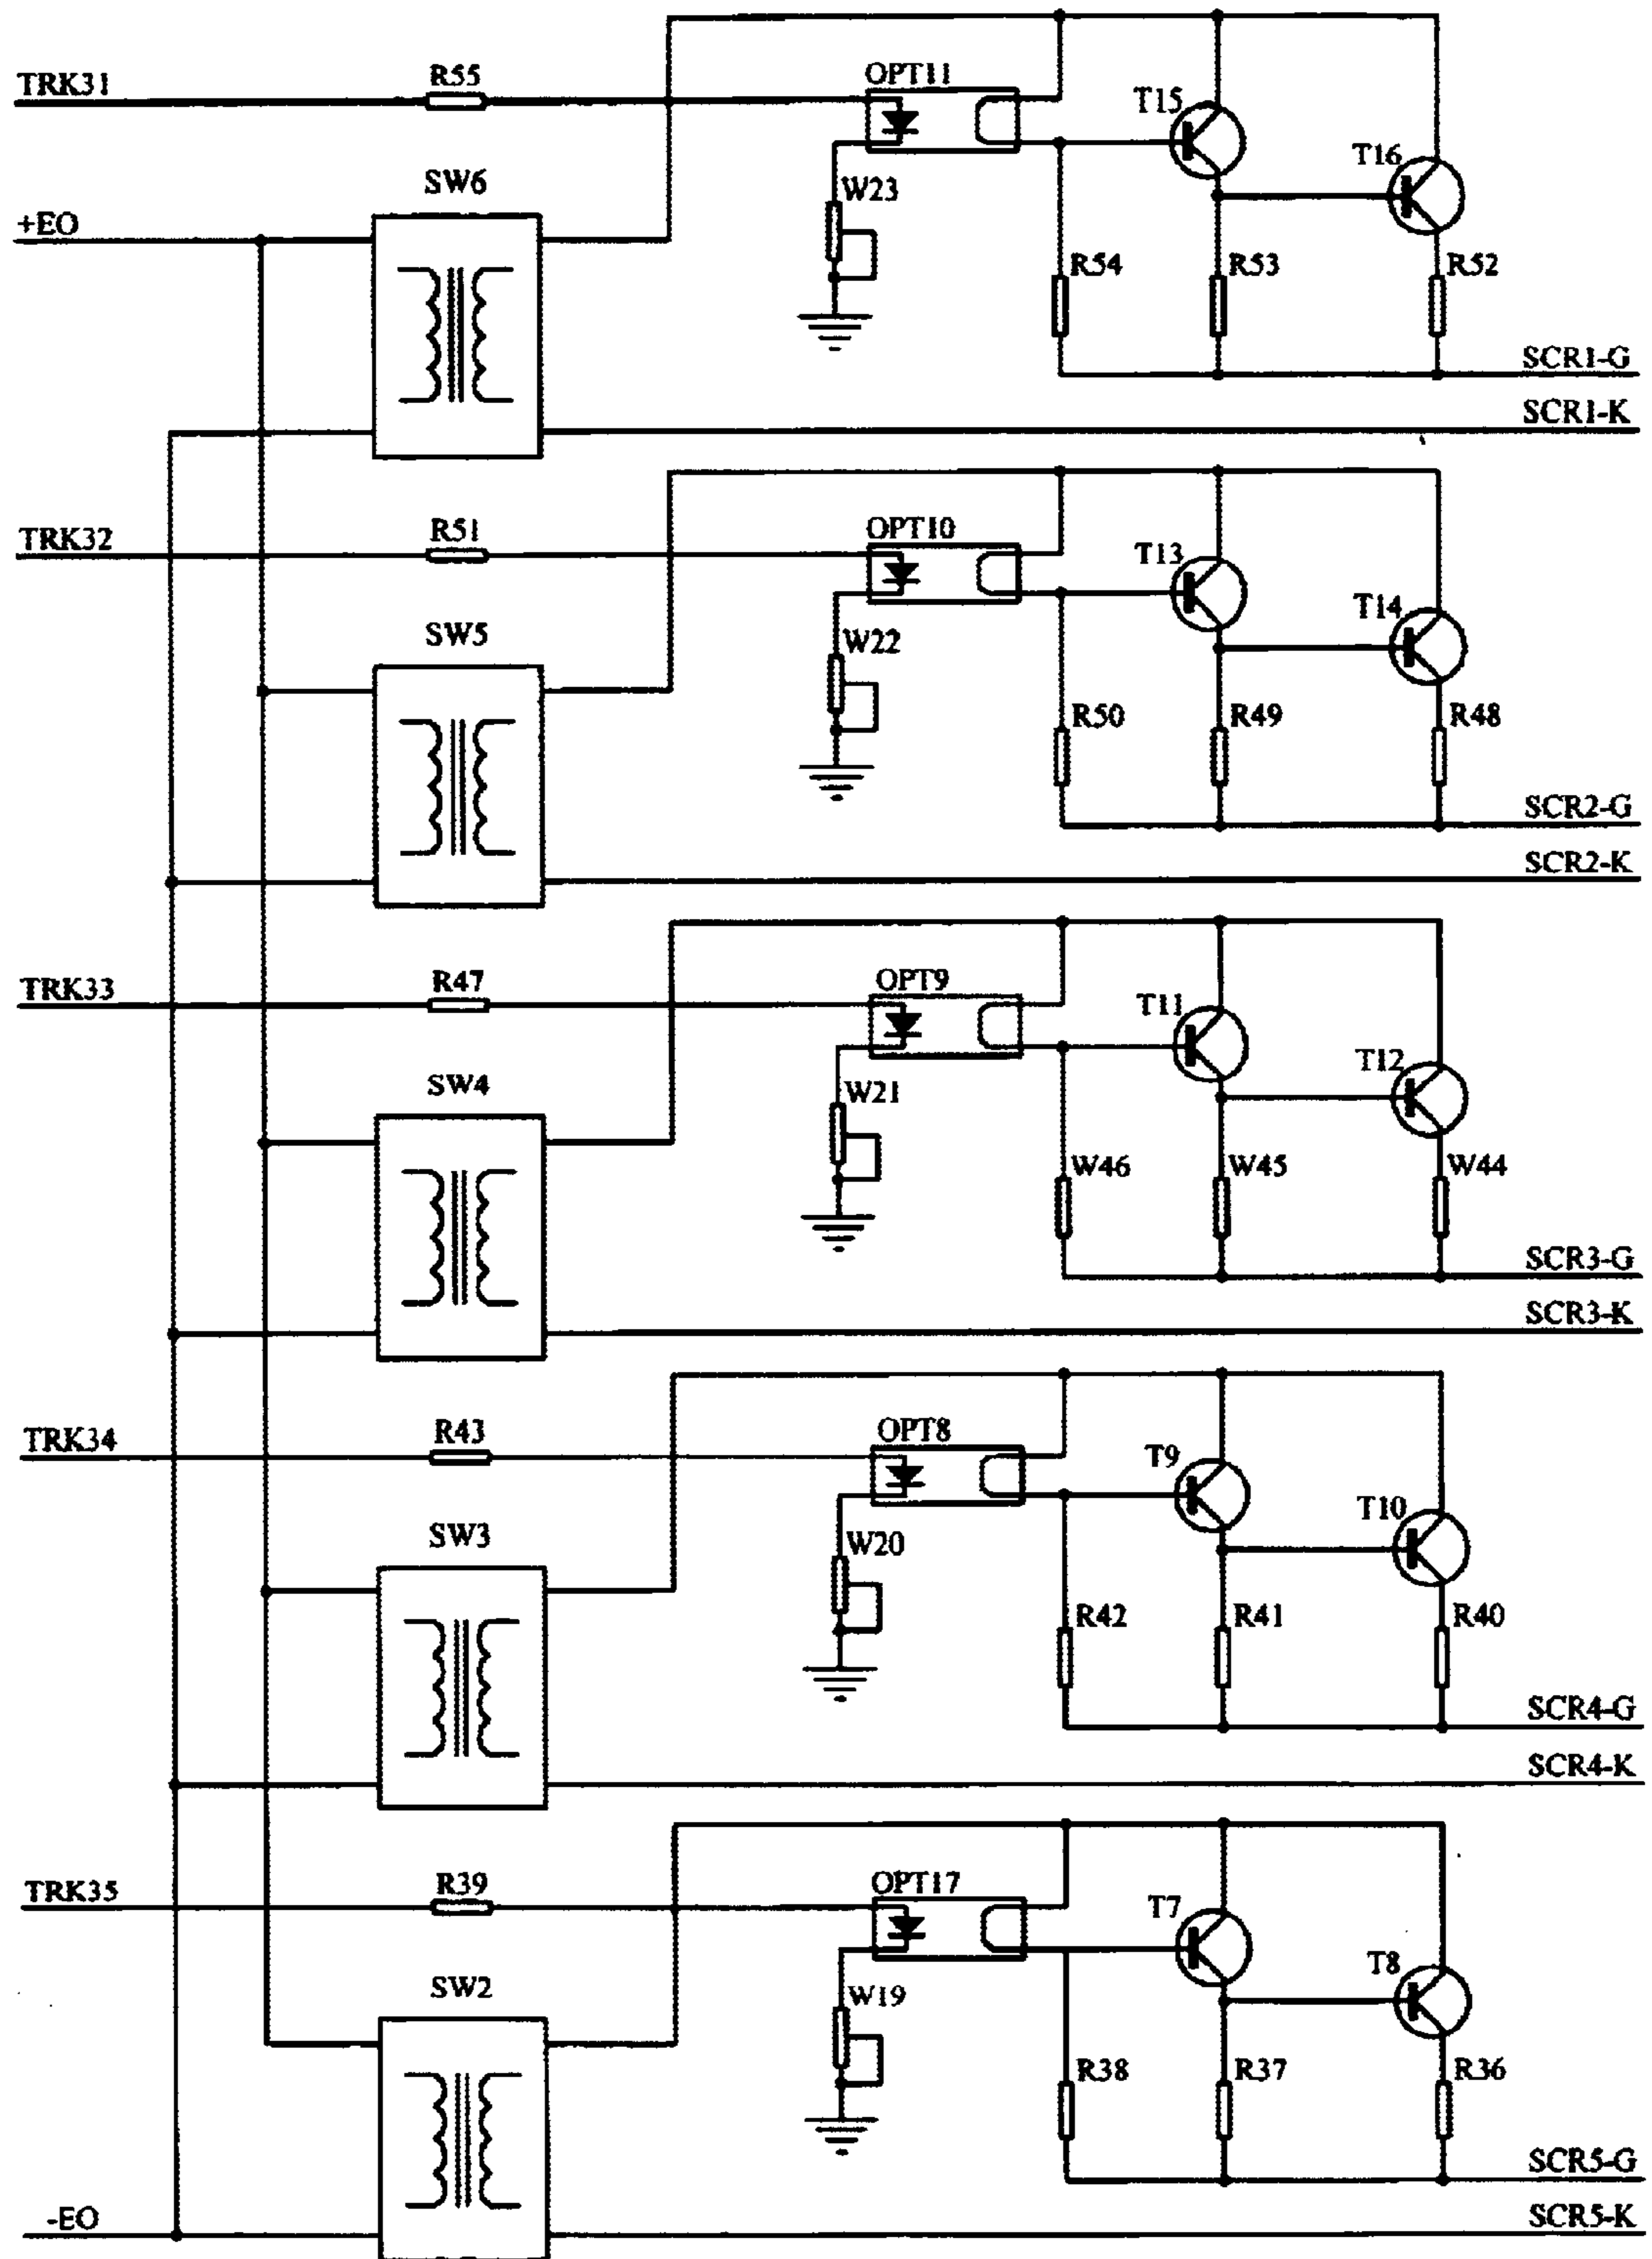 TRK31
R55
OPT11
T15
T16
SW6
W23
+EO
R54
R53
R52
SCR1-G
SCR1-K
TRK32
R51
OPT10
T13
T14
SW5
W22
R50
R49
R48
SCR2-G
SCR2-K
TRK33
R47
OPT9
T11
T12
SW4
W21
W46
W45
W44
SCR3-G
SCR3-K
TRK34
R43
OPT8
T9
T10
SW3
W20
R42
R41
R40
SCR4-G
SCR4-K
TRK35
R39
OPT17
T7
T8
SW2
W19
R38
R37
R36
SCR5-G
-EO
SCR5-K